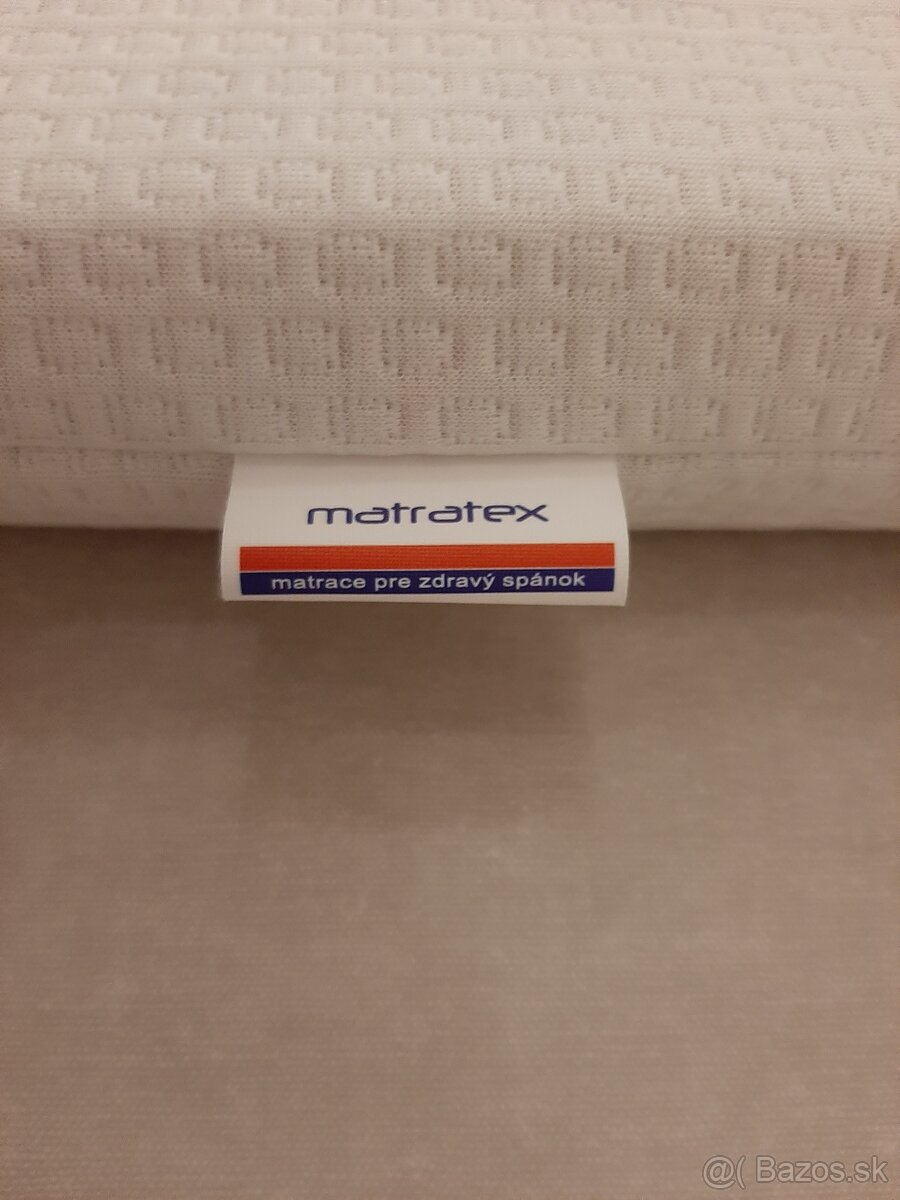 matratex
matrace pre zdravý spánok
@( Bazos.sk